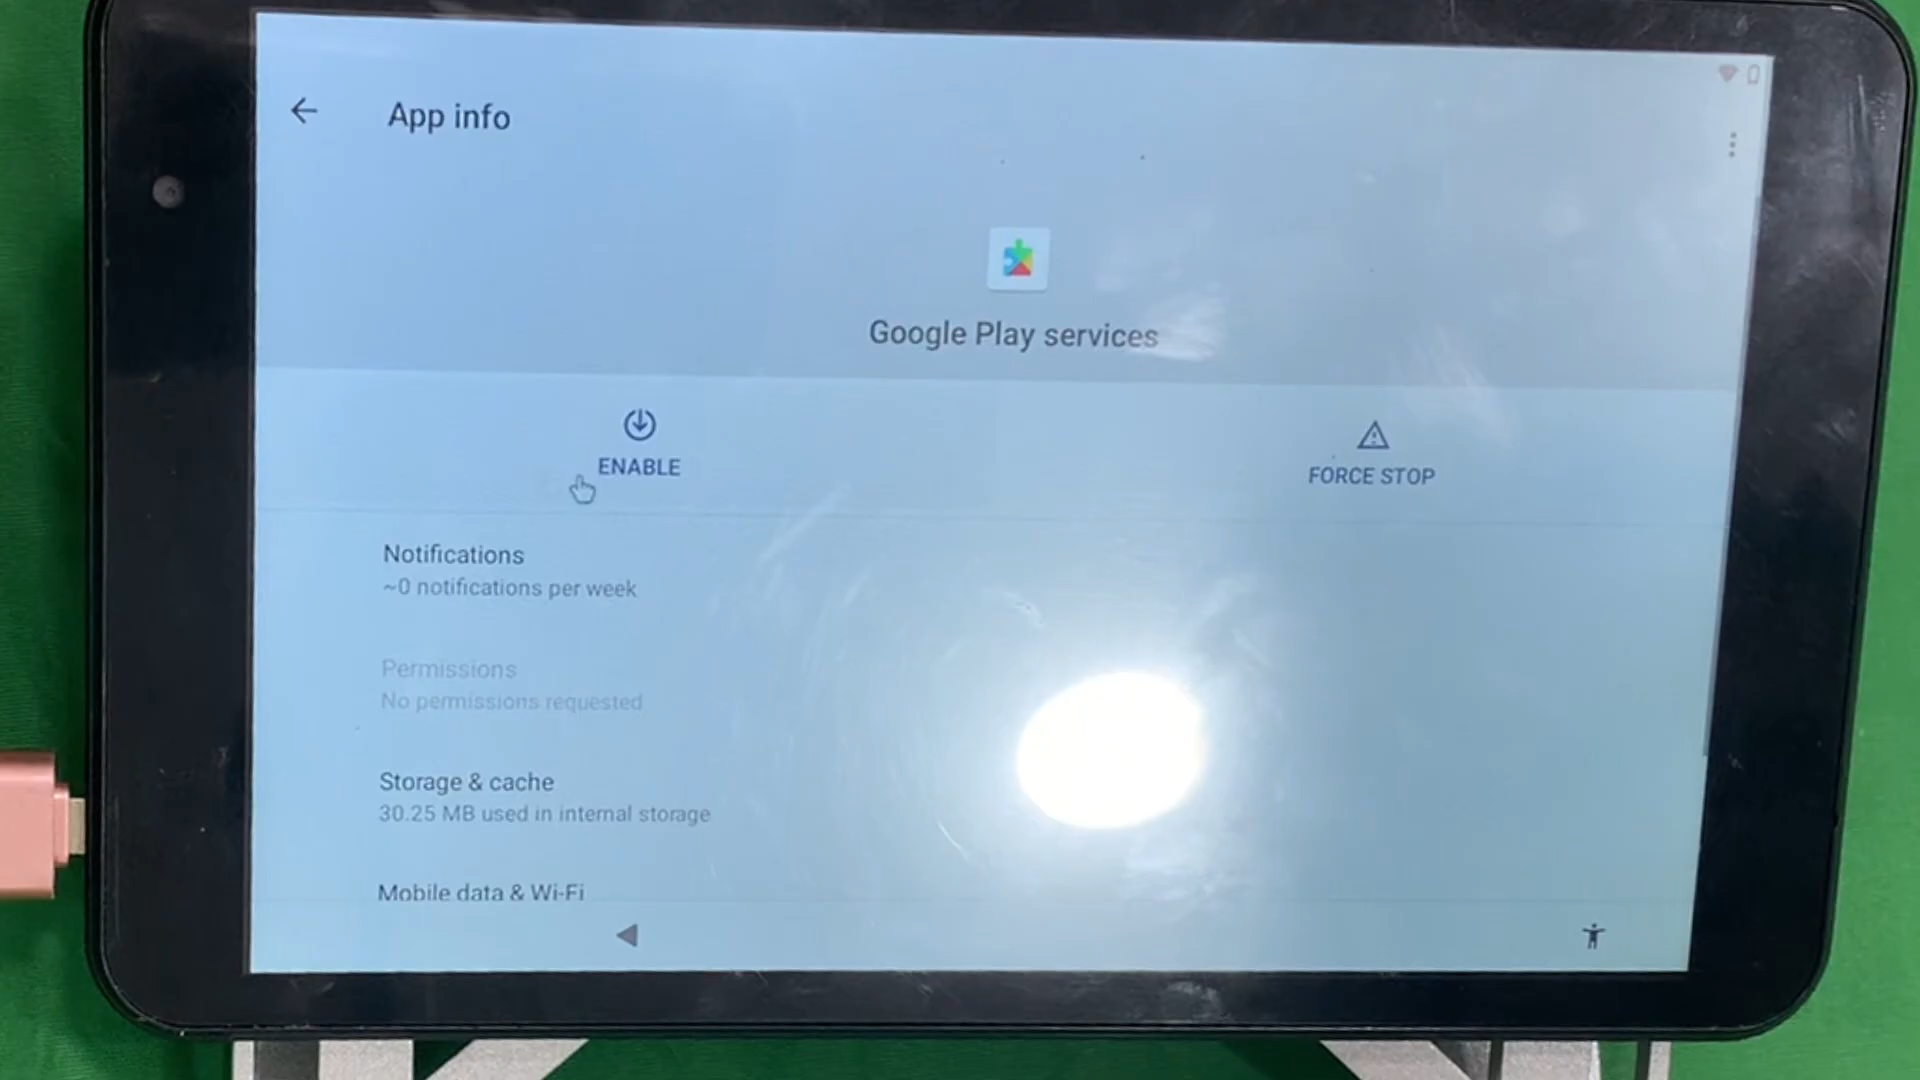 App info
Google Play services
ENABLE
FORCE STOP
Notifications
~0 notifications per week
Permissions
No permissions requested
Storage & cache
30.25 MB used in internal storage
Mobile data & Wi-Fi